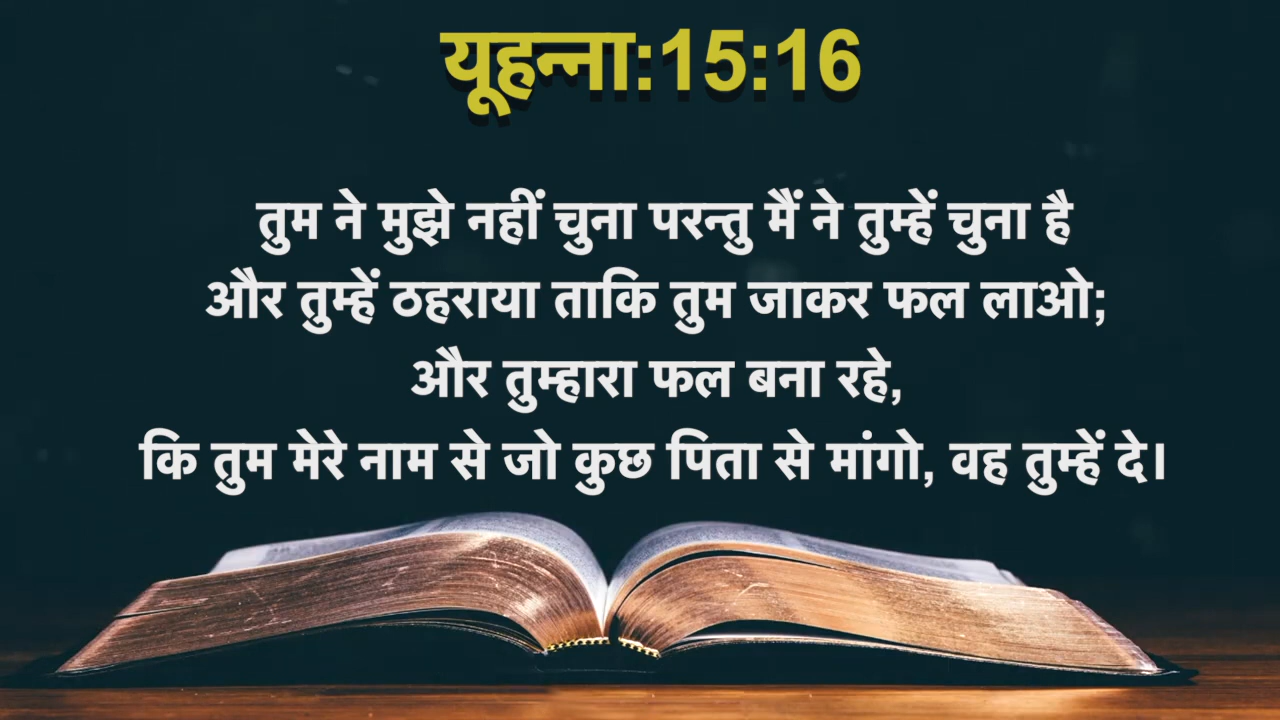 यूहन्ना:15:16
तुम ने मुझे नहीं चुना परन्तु मैं ने तुम्हें चुना है
और तुम्हें ठहराया ताकि तुम जाकर फल लाओ;
और तुम्हारा फल बना रहे,
कि तुम मेरे नाम से जो कुछ पिता से मांगो, वह तुम्हें दे।